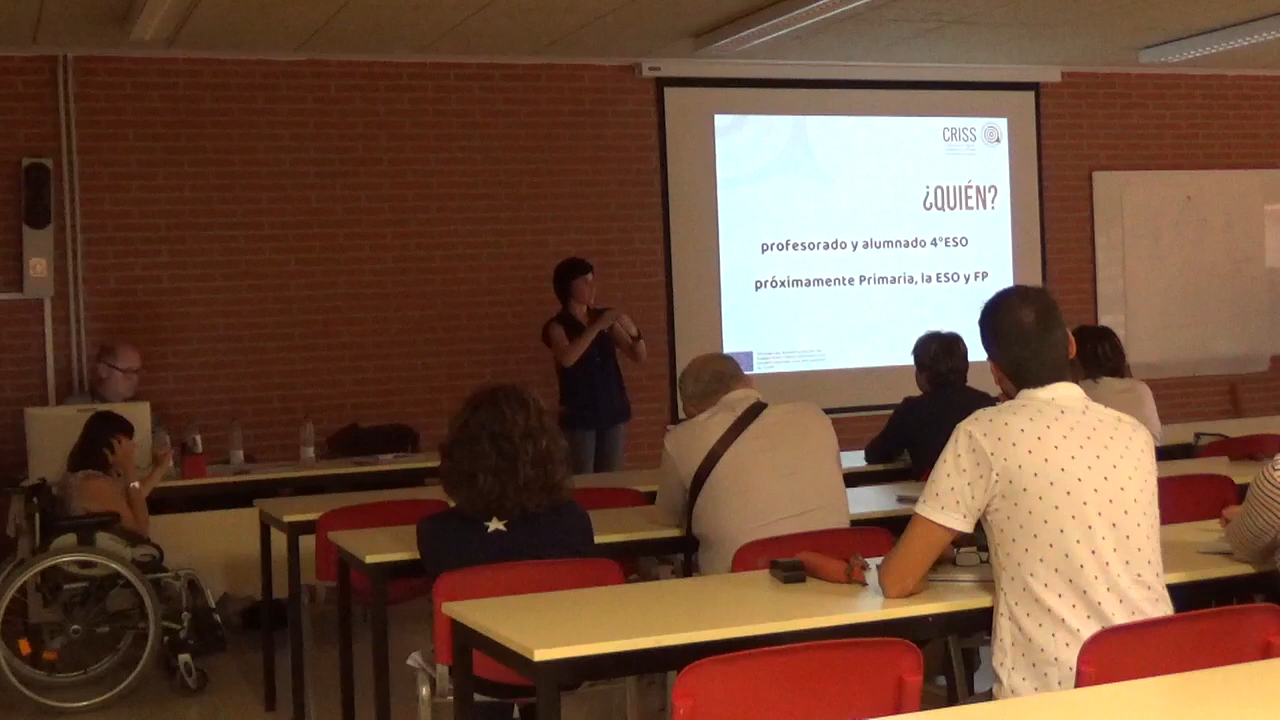 CRISS
¿QUIÉN?
profesorado y alumnado 4ºESO
próximamente Primaria, la ESO y FP